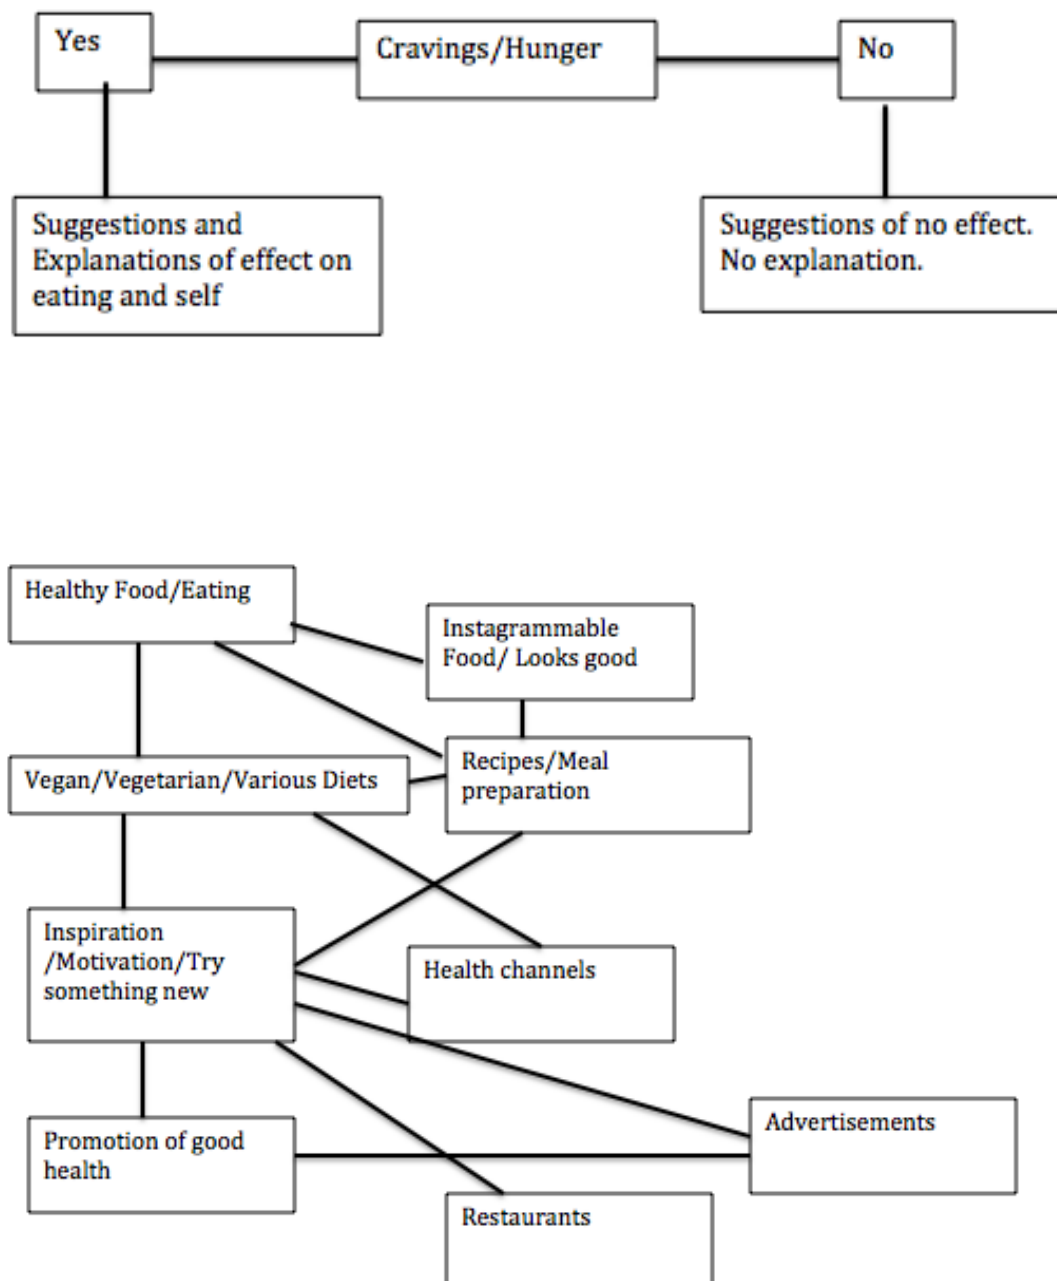 Yes
Cravings/Hunger
No
Suggestions and
Explanations of effect on
eating and self
Suggestions of no effect.
No explanation.
Healthy Food/Eating
Instagrammable
Food/ Looks good
Vegan/Vegetarian/Various Diets
Recipes/Meal
preparation
Inspiration
/Motivation/Try
something new
Health channels
Promotion of good
health
Advertisements
Restaurants